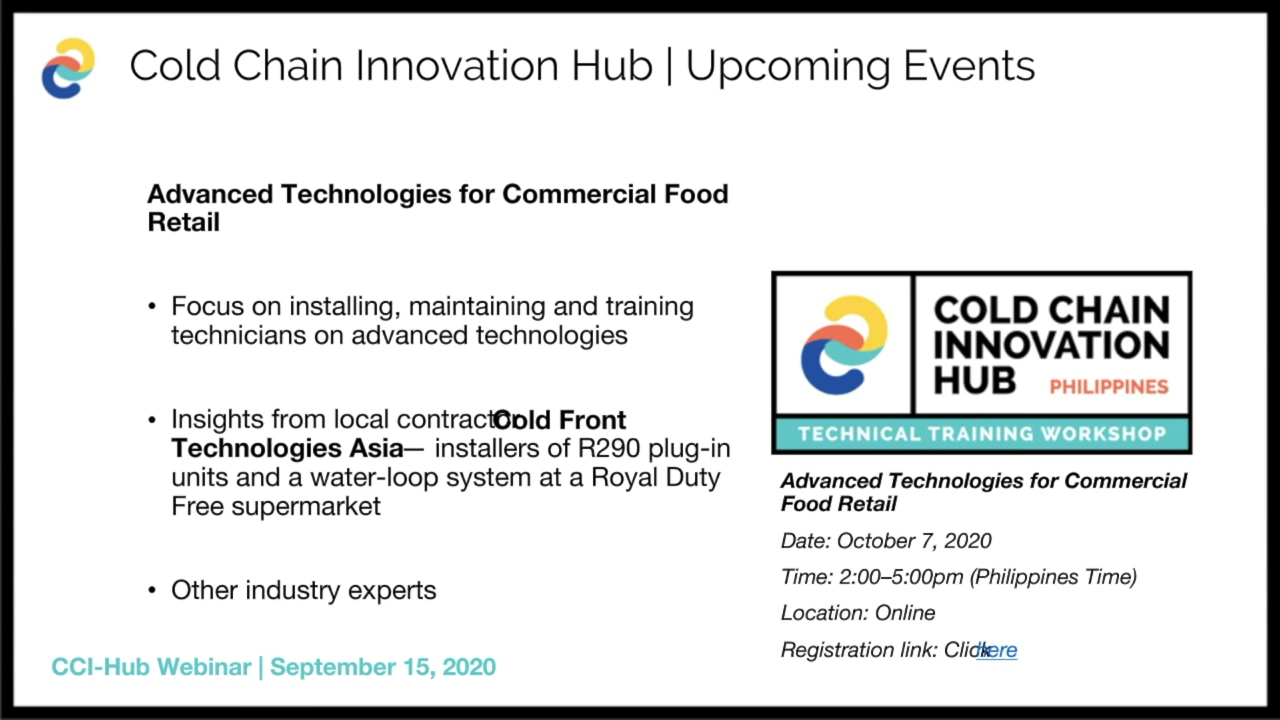 Cold Chain Innovation Hub | Upcoming Events
Advanced Technologies for Commercial Food
Retail
• Focus on installing, maintaining and training
technicians on advanced technologies
• Insights from local contractor Cold Front
Technologies Asia— installers of R290 plug-in
units and a water-loop system at a Royal Duty
Free supermarket
• Other industry experts
CCI-Hub Webinar | September 15, 2020
COLD CHAIN
INNOVATION
HUB PHILIPPINES
TECHNICAL TRAINING WORKSHOP
Advanced Technologies for Commercial
Food Retail
Date: October 7, 2020
Time: 2:00–5:00pm (Philippines Time)
Location: Online
Registration link: Click here